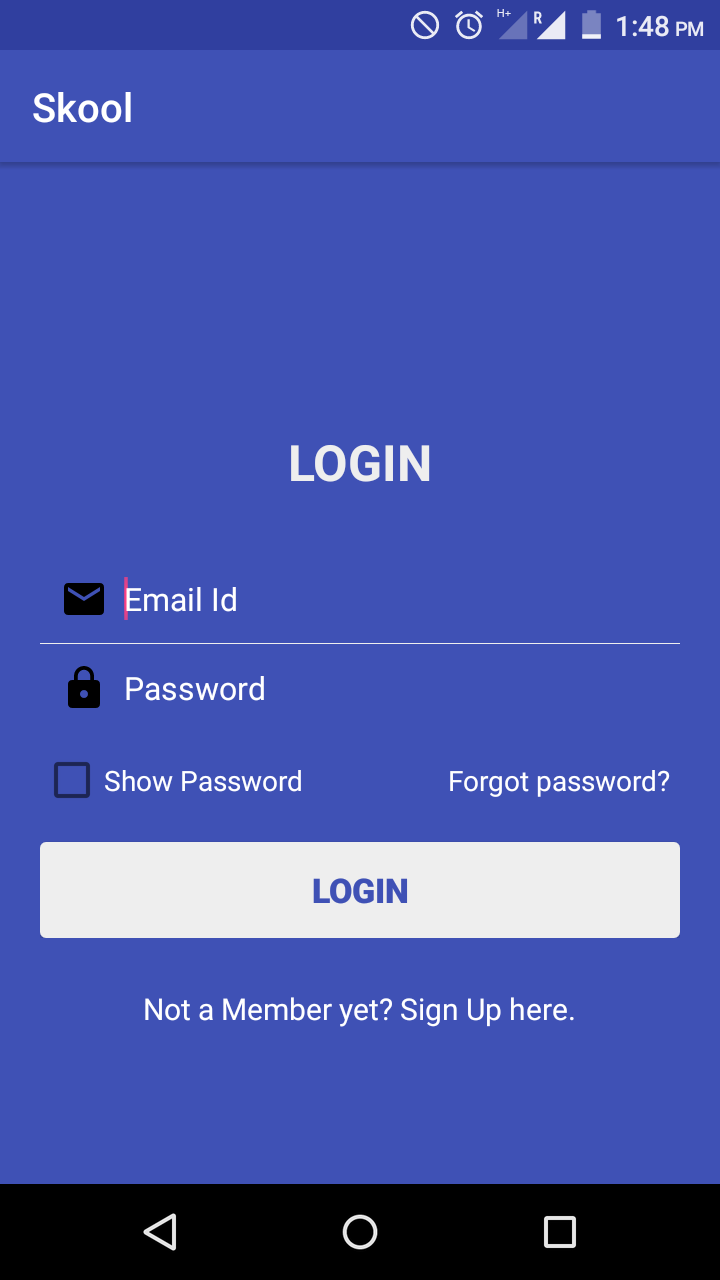 H+ R 1:48 PM
Skool
LOGIN
Email Id
Password
Show Password Forgot password?
LOGIN
Not a Member yet? Sign Up here.